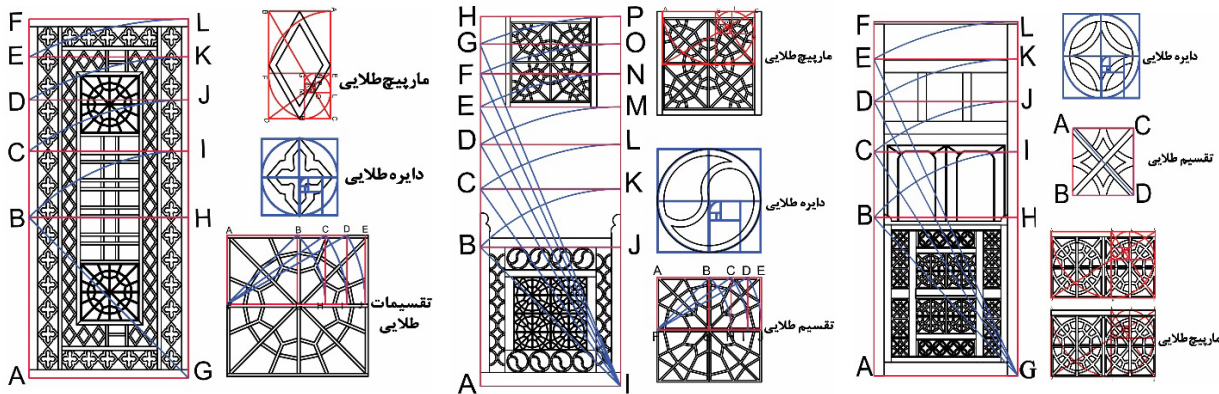 F L
E K
D J
C I
B H
A G
مارپیچ طلایی
دایره طلایی
A B C D E
تقسیمات
طلایی
H P
G O
F N
E M
D L
C K
B J
A I
مارپیچ طلایی
دایره طلایی
A B C D E
تقسیم طلایی
F L
E K
D J
C I
B H
A G
دایره طلایی
A C
تقسیم طلایی
B D
مارپیچ طلایی